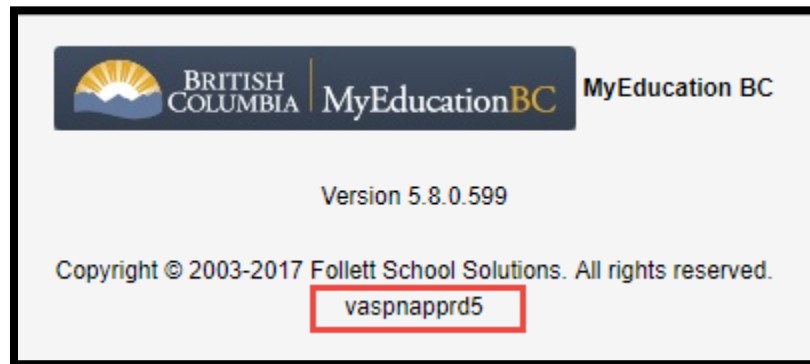 BRITISH
COLUMBIA
MyEducationBC
MyEducation BC
Version 5.8.0.599
Copyright © 2003-2017 Follett School Solutions. All rights reserved.
vaspnapprd5